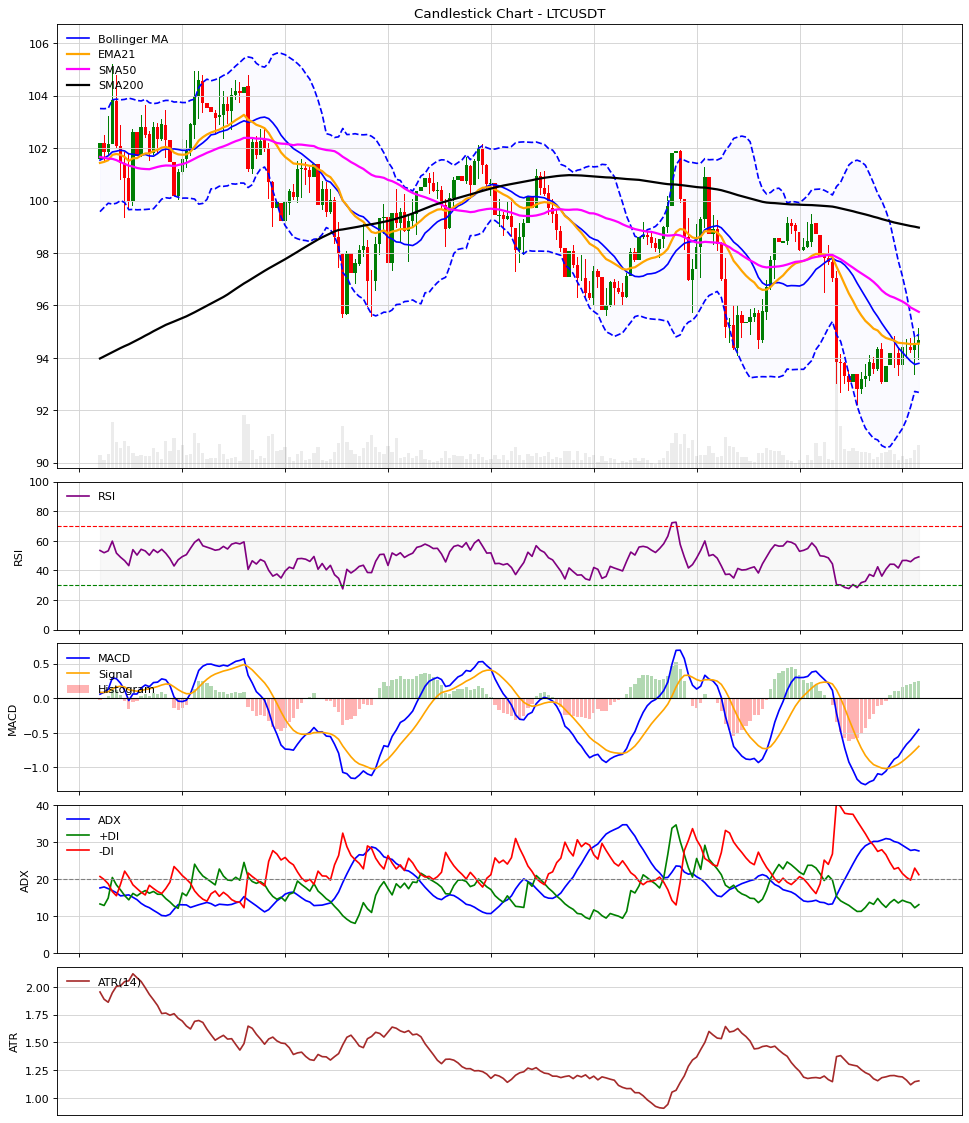 Candlestick Chart - LTCUSDT
Bollinger MA
EMA21
SMA50
SMA200
106
104
102
100
98
96
94
92
90
RSI
RSI
100
80
60
40
20
0
MACD
Signal
Histogram
MACD
0.5
0.0
−0.5
−1.0
ADX
+DI
-DI
ADX
40
30
20
10
0
ATR(14)
ATR
2.00
1.75
1.50
1.25
1.00